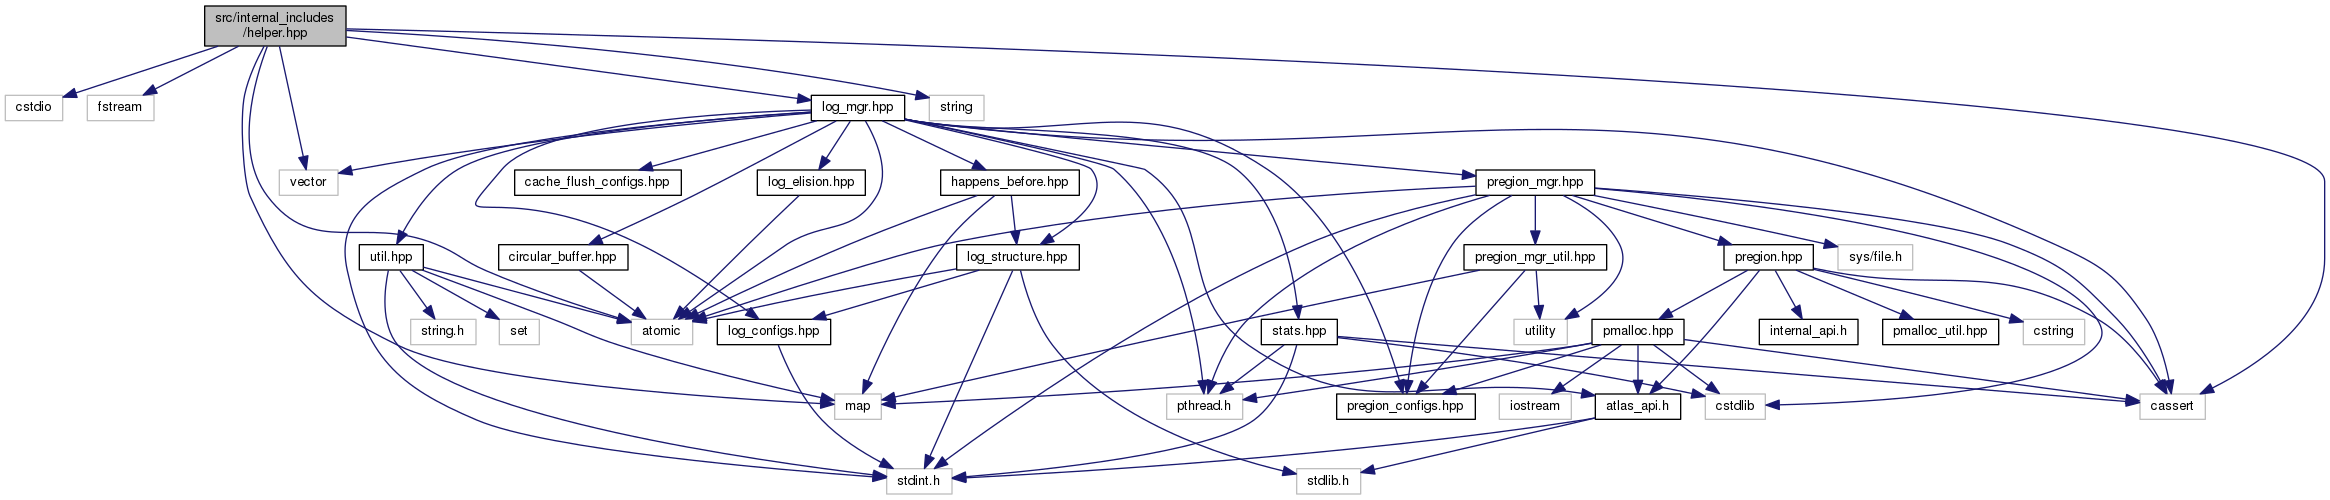 src/internal_includes
/helper.hpp
cstdio
fstream
log_mgr.hpp
string
vector
cache_flush_configs.hpp
log_elision.hpp
happens_before.hpp
pregion_mgr.hpp
util.hpp
circular_buffer.hpp
log_structure.hpp
pregion_mgr_util.hpp
pregion.hpp
sys/file.h
string.h
set
atomic
log_configs.hpp
stats.hpp
utility
pmalloc.hpp
internal_api.h
pmalloc_util.hpp
cstring
map
pthread.h
pregion_configs.hpp
iostream
atlas_api.h
cstdlib
cassert
stdint.h
stdlib.h